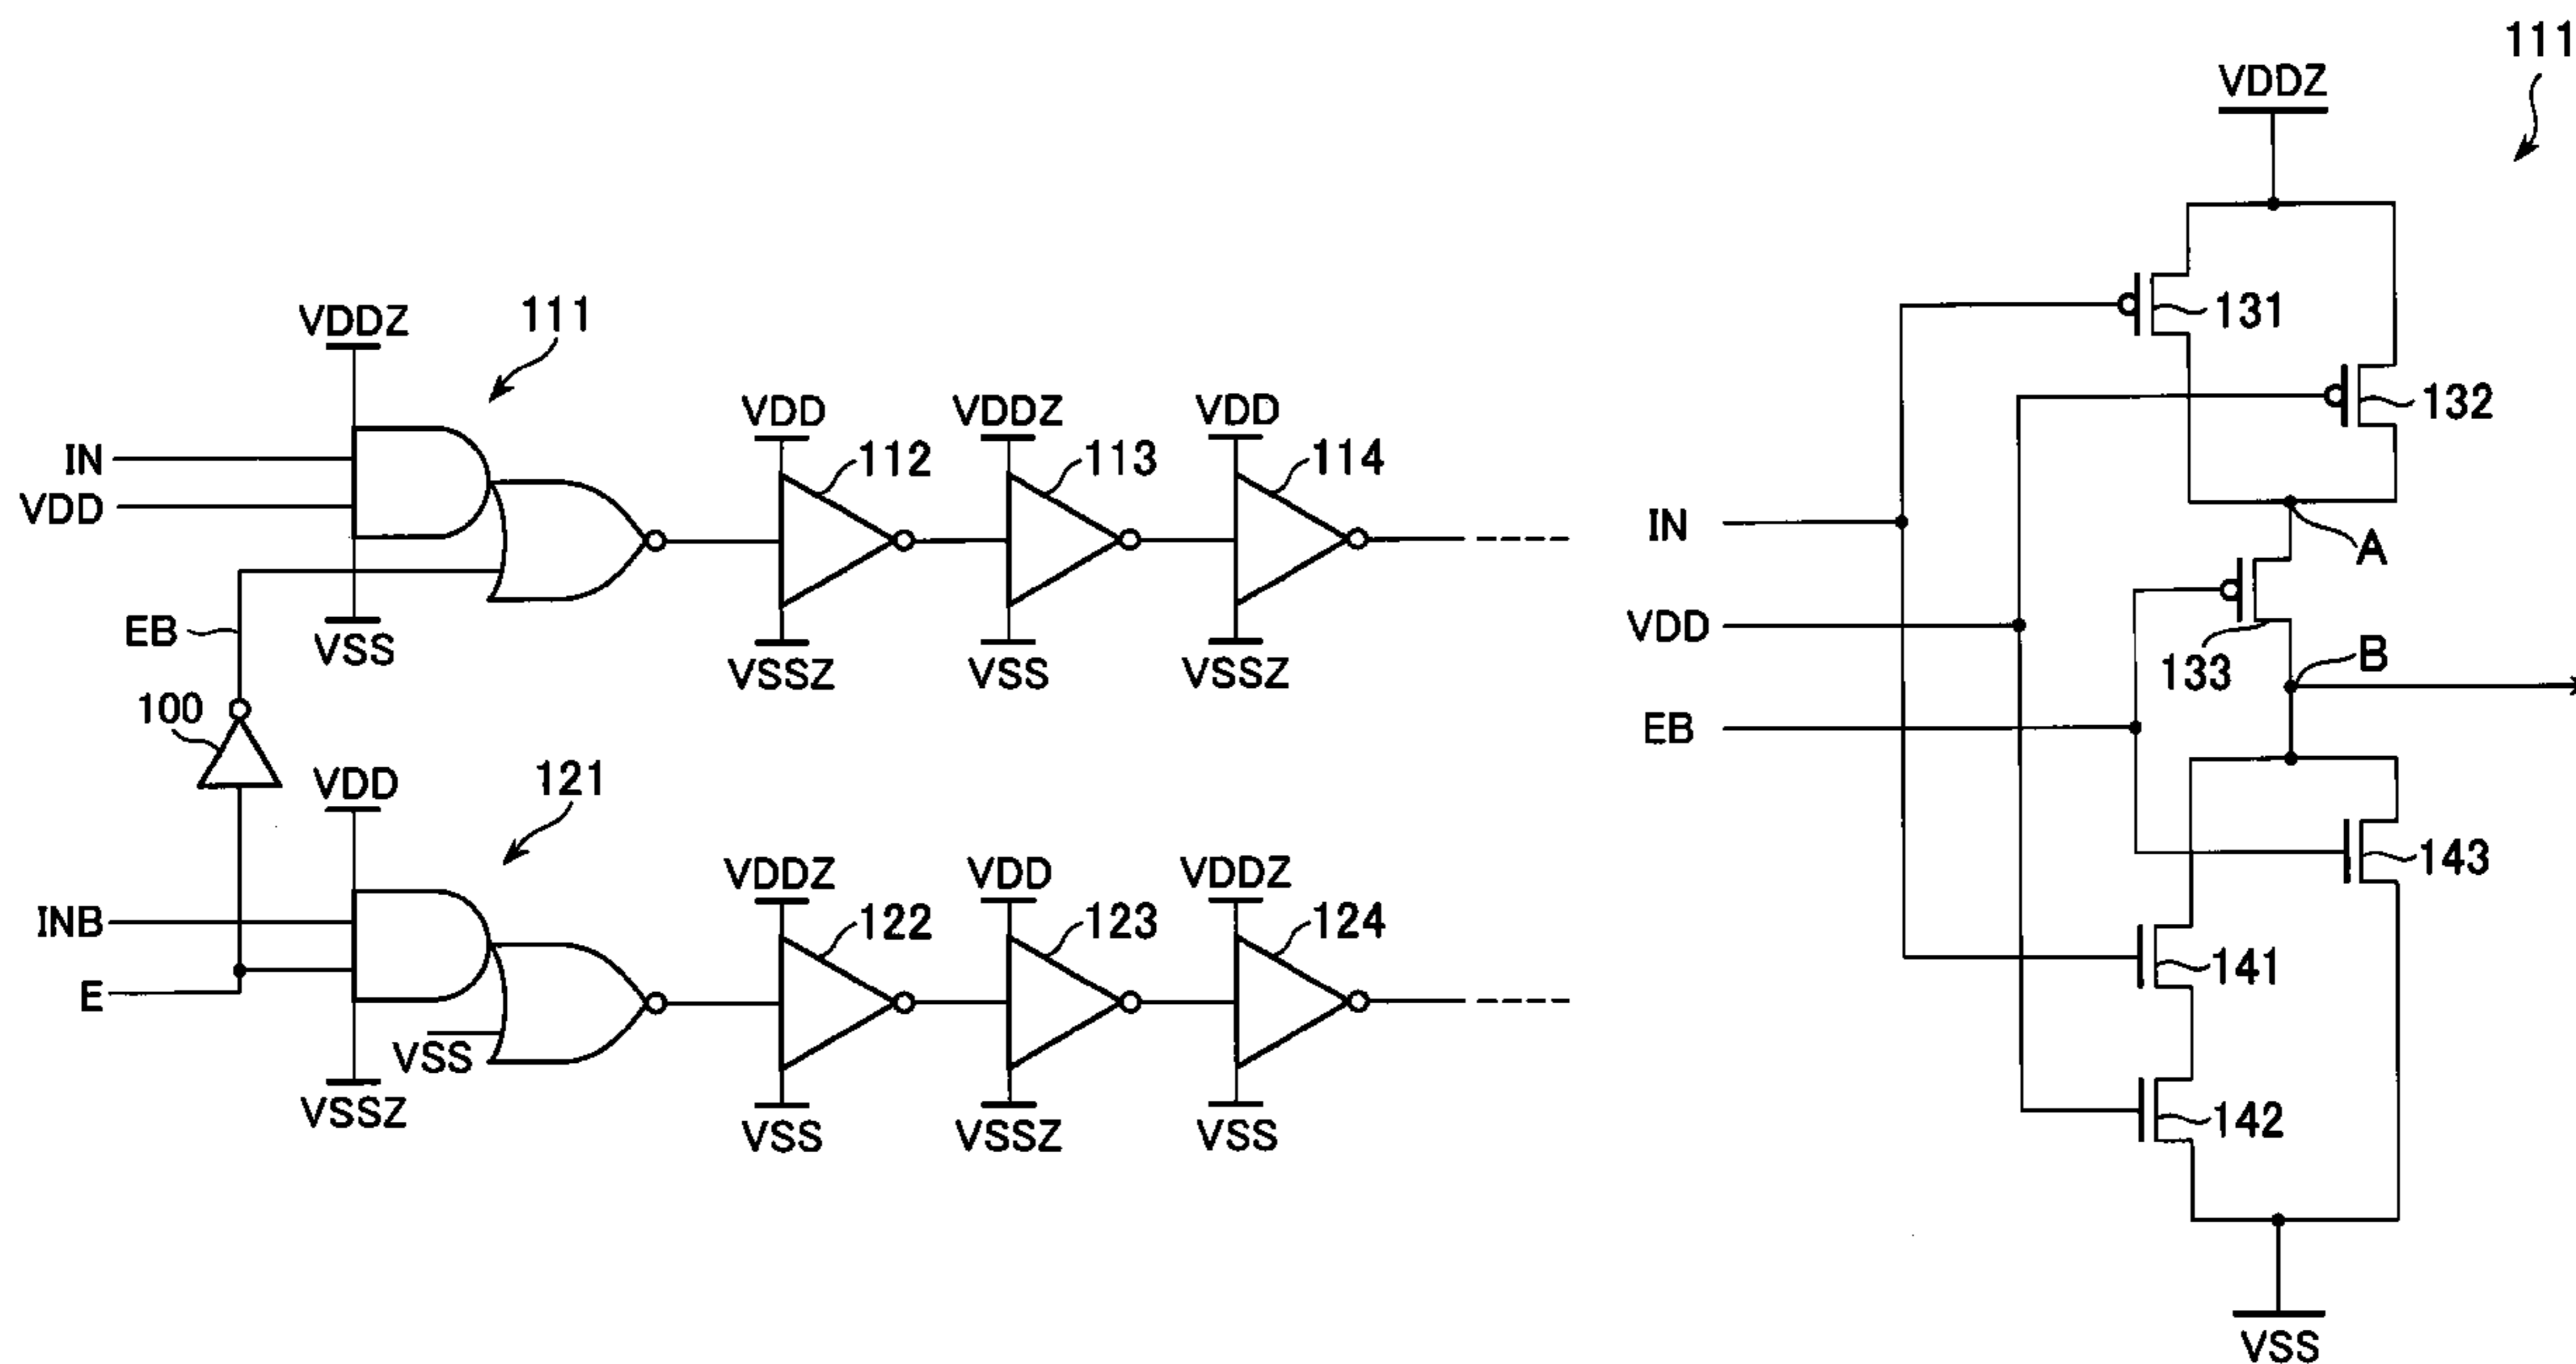 VDDZ
111
IN
VDD
VSS
EB
100
VDD
112
VSSZ
VDDZ
113
VSS
VDD
114
VSSZ
VDD
121
INB
E
VSS
VSSZ
VDDZ
122
VSS
VDD
123
VSSZ
VDDZ
124
VSS
111
VDDZ
131
132
IN
A
VDD
133
B
EB
143
141
142
VSS